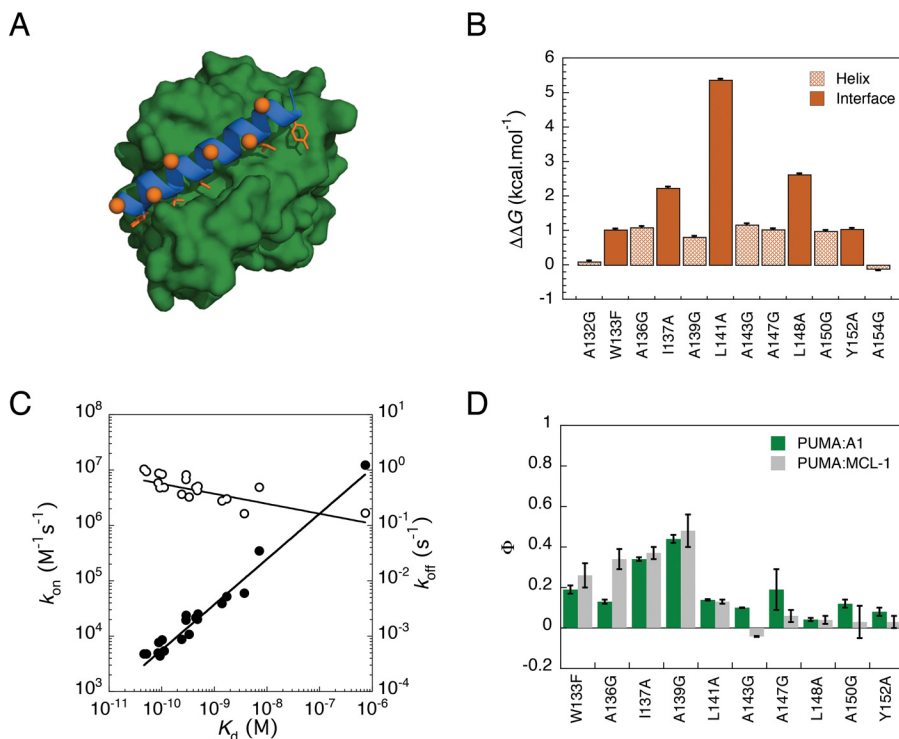 A
B
ΔΔG (kcal.mol⁻¹)
6
5
4
3
2
1
0
-1
Helix
Interface
A132G
W133F
A136G
I137A
A139G
L141A
A143G
A147G
L148A
A150G
Y152A
A154G
C
k_on (M⁻¹s⁻¹)
10⁸
10⁷
10⁶
10⁵
10⁴
10³
10¹
10⁰
10⁻¹
10⁻²
10⁻³
10⁻⁴
k_off (s⁻¹)
10⁻¹¹ 10⁻¹⁰ 10⁻⁹ 10⁻⁸ 10⁻⁷ 10⁻⁶
K_d (M)
D
Φ
1
0.8
0.6
0.4
0.2
0
-0.2
PUMA:A1
PUMA:MCL-1
W133F
A136G
I137A
A139G
L141A
A143G
A147G
L148A
A150G
Y152A